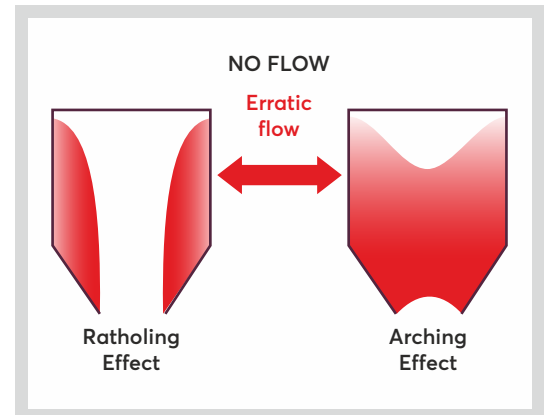 NO FLOW
Erratic
flow
Ratholing
Effect
Arching
Effect